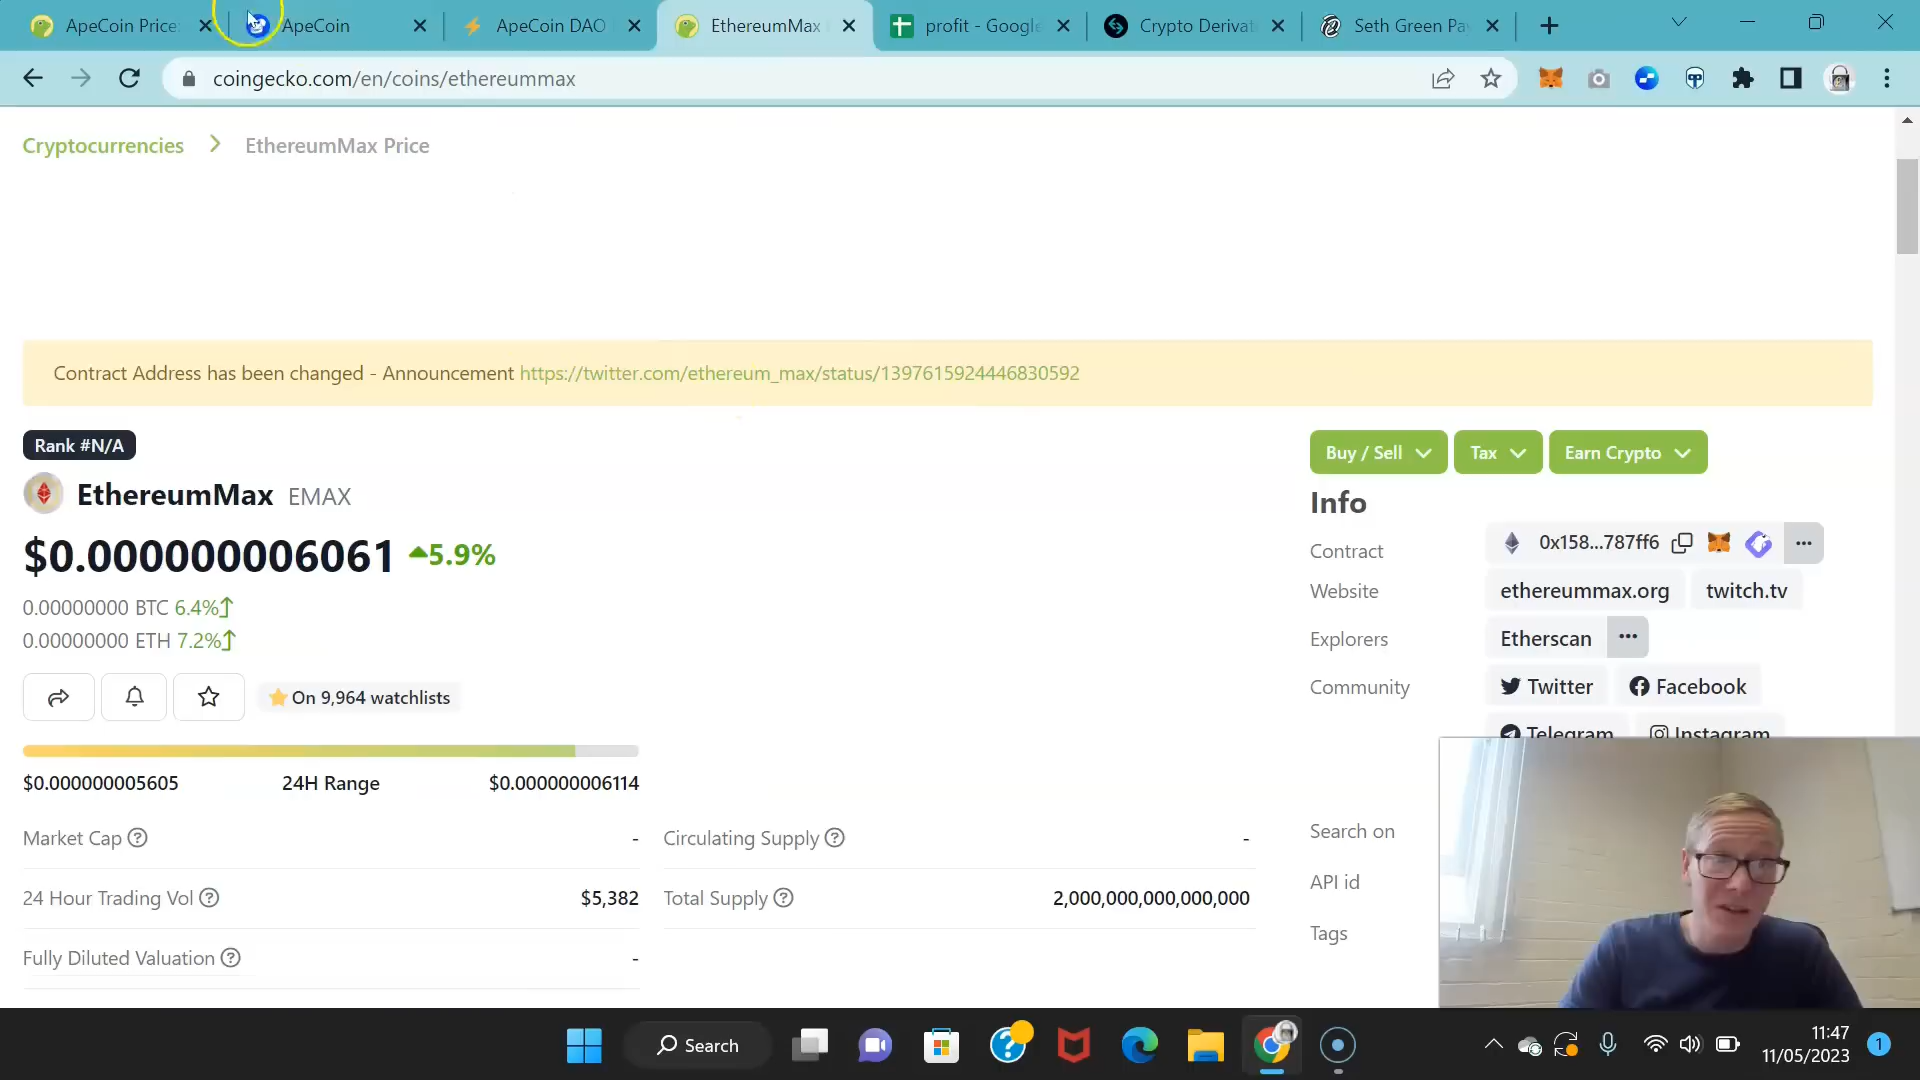 ApeCoin Price:
ApeCoin
ApeCoin DAO
EthereumMax
profit - Google
Crypto Derivat
Seth Green Pay
coingecko.com/en/coins/ethereummax
Cryptocurrencies
EthereumMax Price
Contract Address has been changed - Announcement https://twitter.com/ethereum_max/status/1397615924446830592
Rank #N/A
Buy / Sell
Tax
Earn Crypto
EthereumMax EMAX
Info
$0.000000006061 5.9%
Contract
0x158...787ff6
0.00000000 BTC 6.4%
Website
ethereummax.org
twitch.tv
0.00000000 ETH 7.2%
Explorers
Etherscan
On 9,964 watchlists
Community
Twitter
Facebook
Telegram
Instagram
$0.000000005605
24H Range
$0.000000006114
Market Cap
-
Circulating Supply
-
Search on
24 Hour Trading Vol
$5,382
Total Supply
2,000,000,000,000,000
API id
Tags
Fully Diluted Valuation
-
Search
11:47
11/05/2023
1